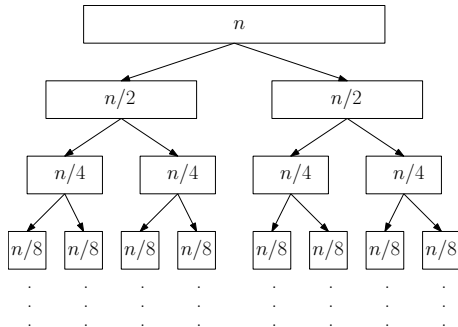 n
n/2 n/2
n/4 n/4 n/4 n/4
n/8 n/8 n/8 n/8 n/8 n/8 n/8 n/8
. . . . . . . .
. . . . . . . .
. . . . . . . .